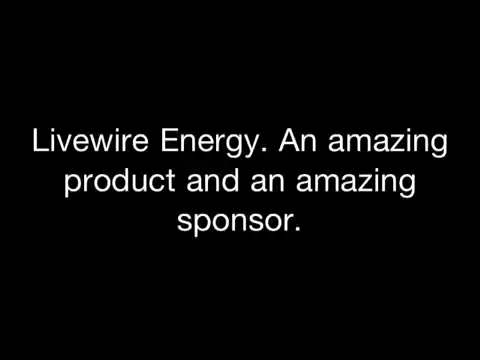 Livewire Energy. An amazing
product and an amazing
sponsor.